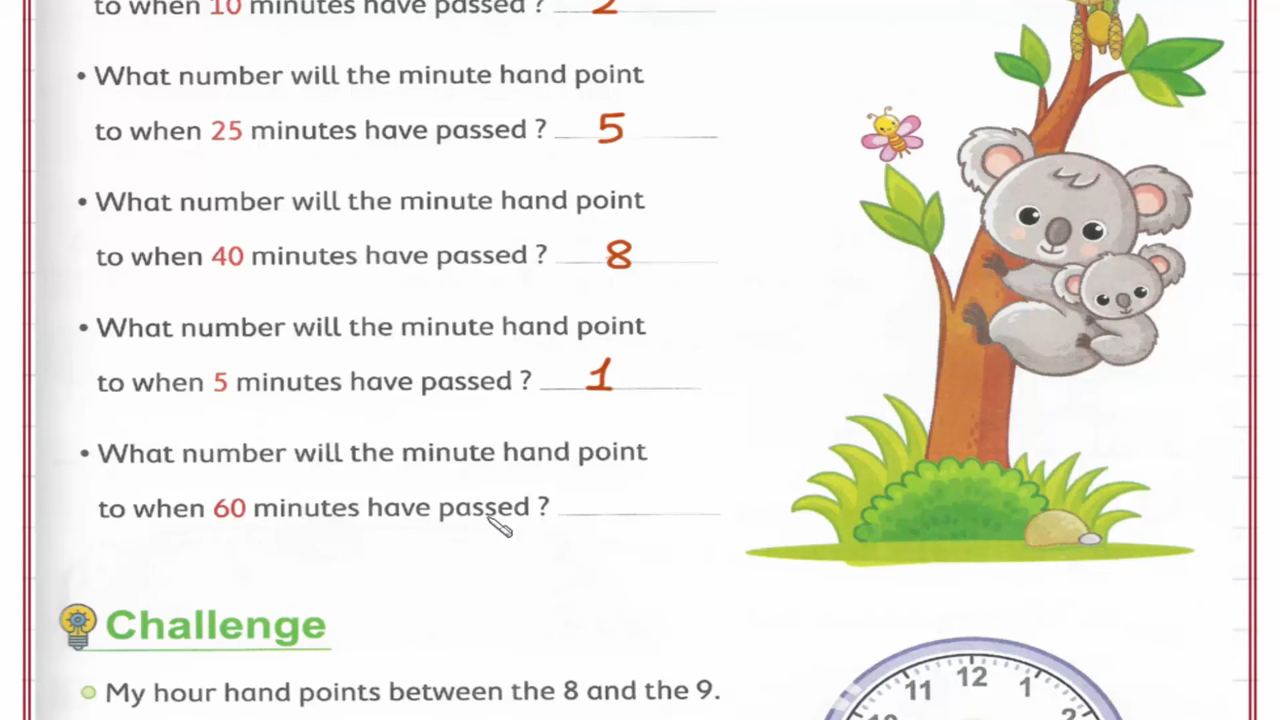 to when 10 minutes have passed ? 2
• What number will the minute hand point
to when 25 minutes have passed ? 5
• What number will the minute hand point
to when 40 minutes have passed ? 8
• What number will the minute hand point
to when 5 minutes have passed ? 1
• What number will the minute hand point
to when 60 minutes have passed ?
Challenge
My hour hand points between the 8 and the 9.
11 12 1
10 2